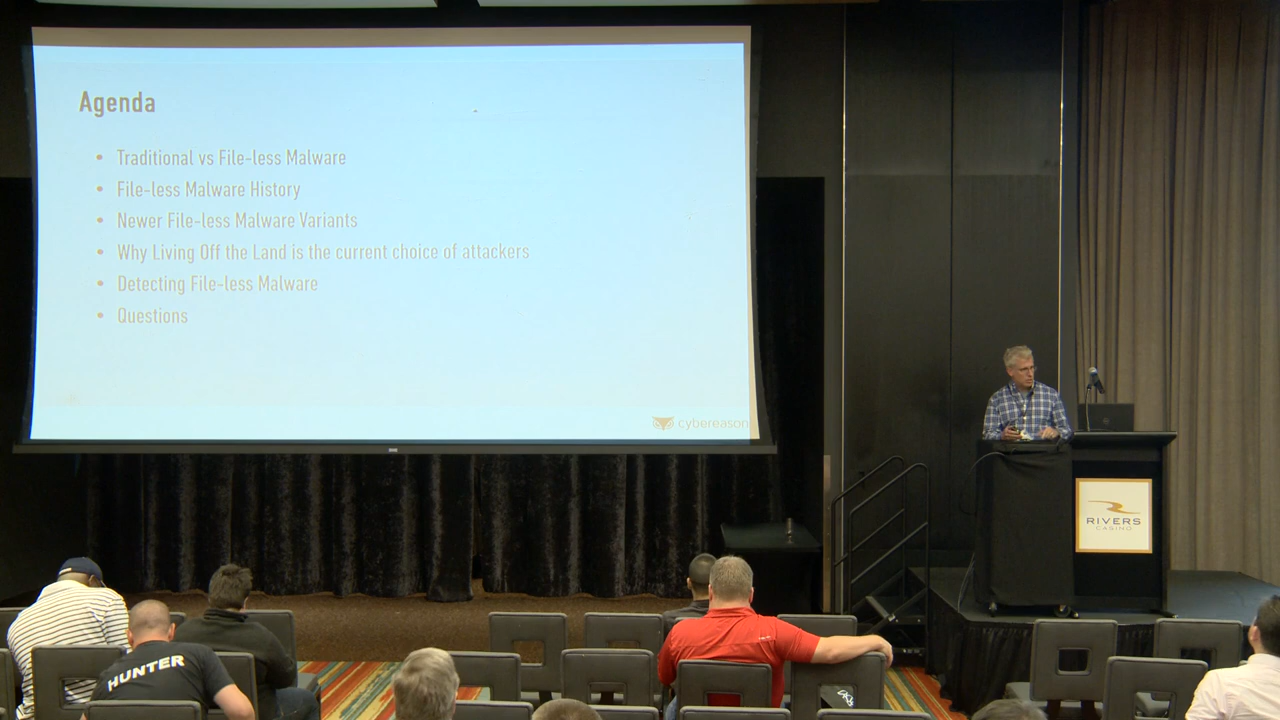 Agenda
• Traditional vs File-less Malware
• File-less Malware History
• Newer File-less Malware Variants
• Why Living Off the Land is the current choice of attackers
• Detecting File-less Malware
• Questions
cybereason
RIVERS
CASINO
HUNTER